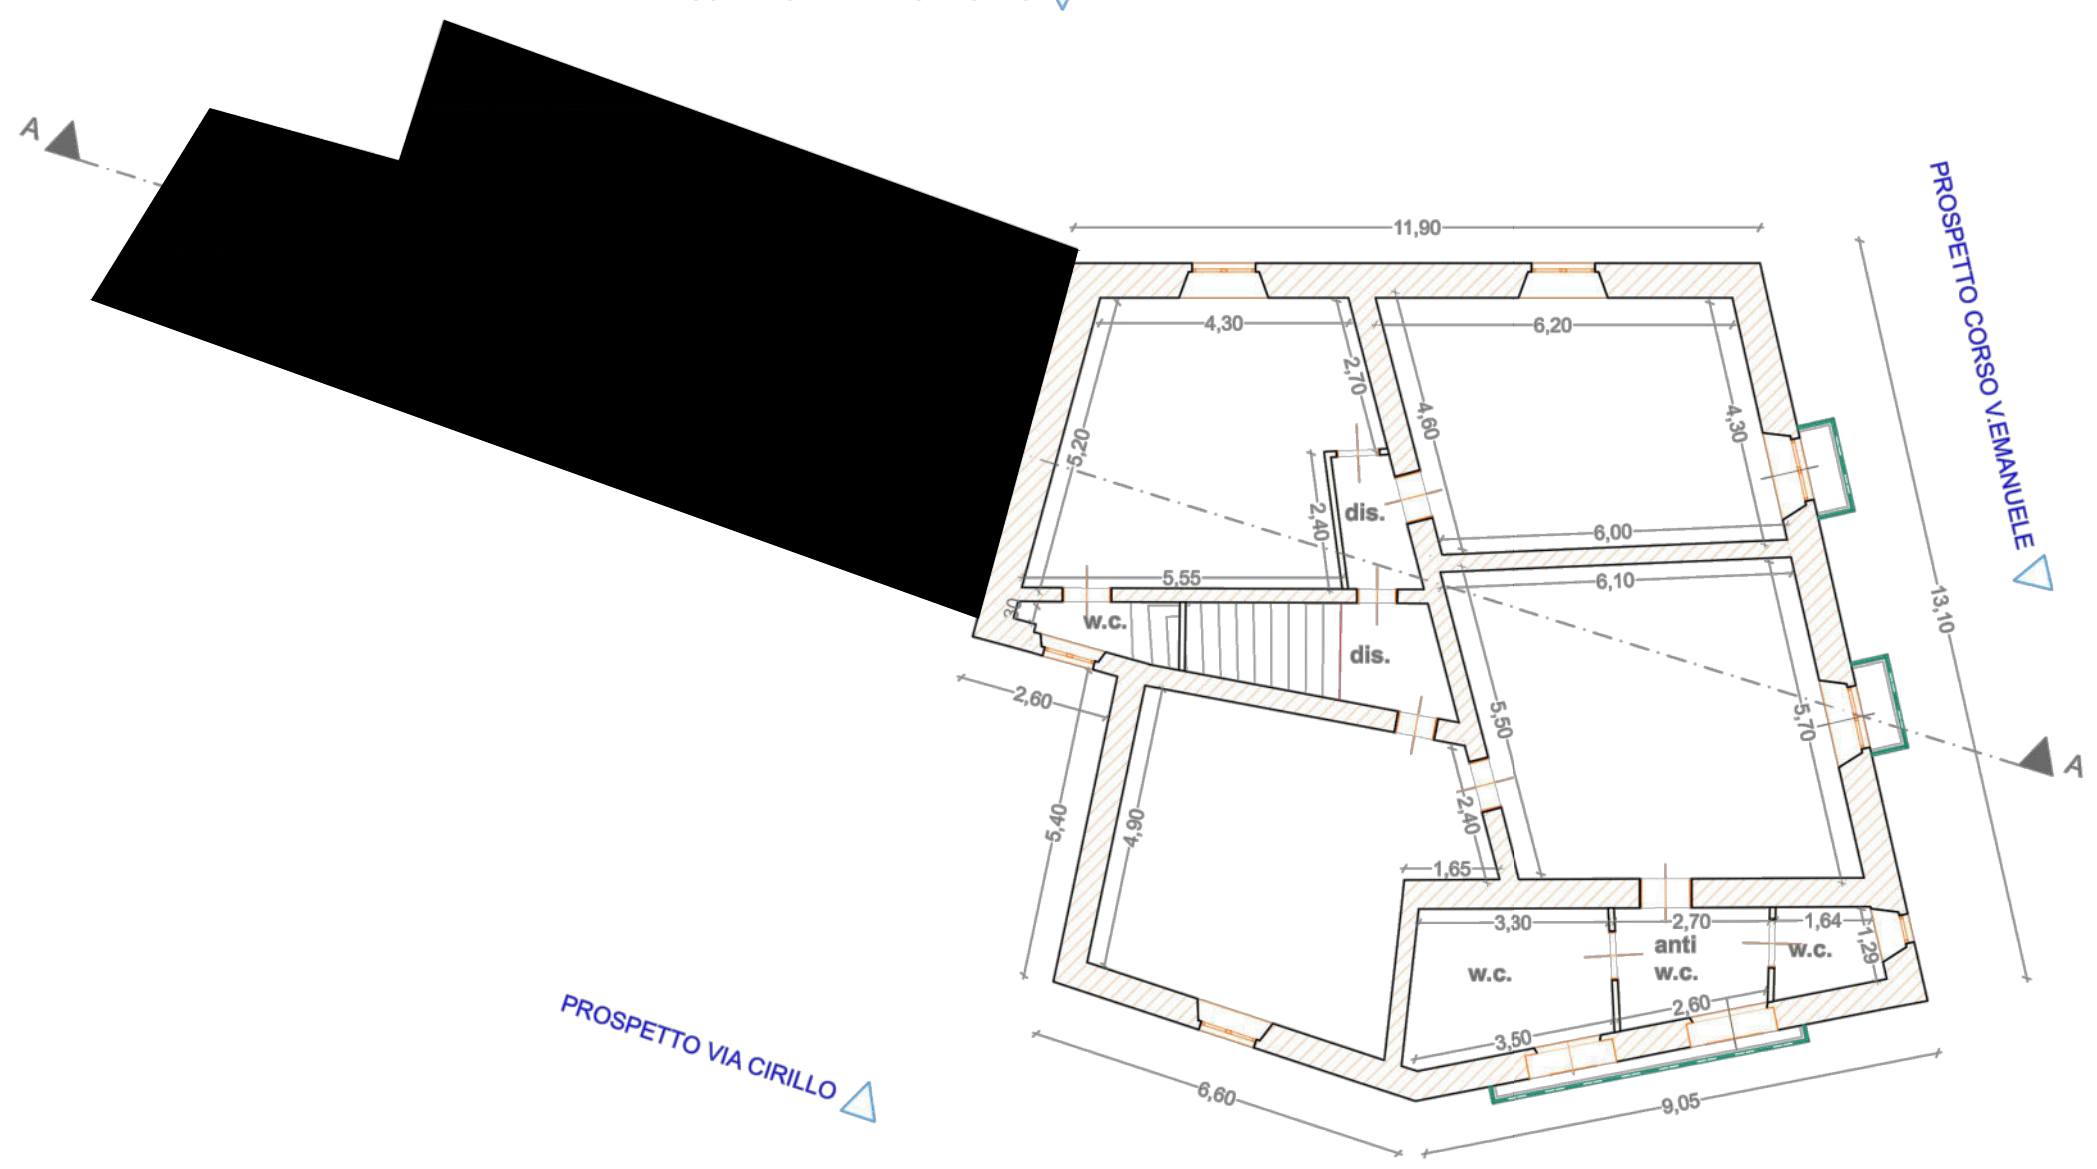 A
PROSPETTO CORSO V.EMANUELE
11,90
4,30
6,20
2,70
4,60
4,30
5,20
2,40
dis.
6,00
5,55
6,10
30
w.c.
dis.
13,10
2,60
5,50
5,70
A
5,40
4,90
2,40
1,65
3,30
2,70
1,64
anti
w.c.
w.c.
w.c.
1,29
2,60
3,50
PROSPETTO VIA CIRILLO
6,60
9,05